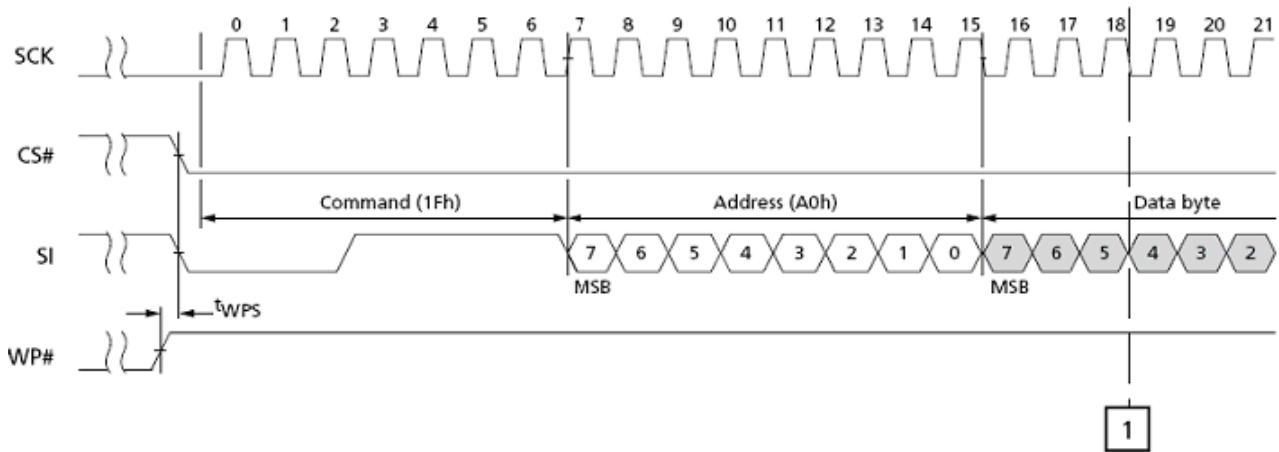 0 1 2 3 4 5 6 7 8 9 10 11 12 13 14 15 16 17 18 19 20 21
SCK
CS#
Command (1Fh) Address (A0h) Data byte
SI 7 6 5 4 3 2 1 0 7 6 5 4 3 2
MSB MSB
tWPS
WP#
1